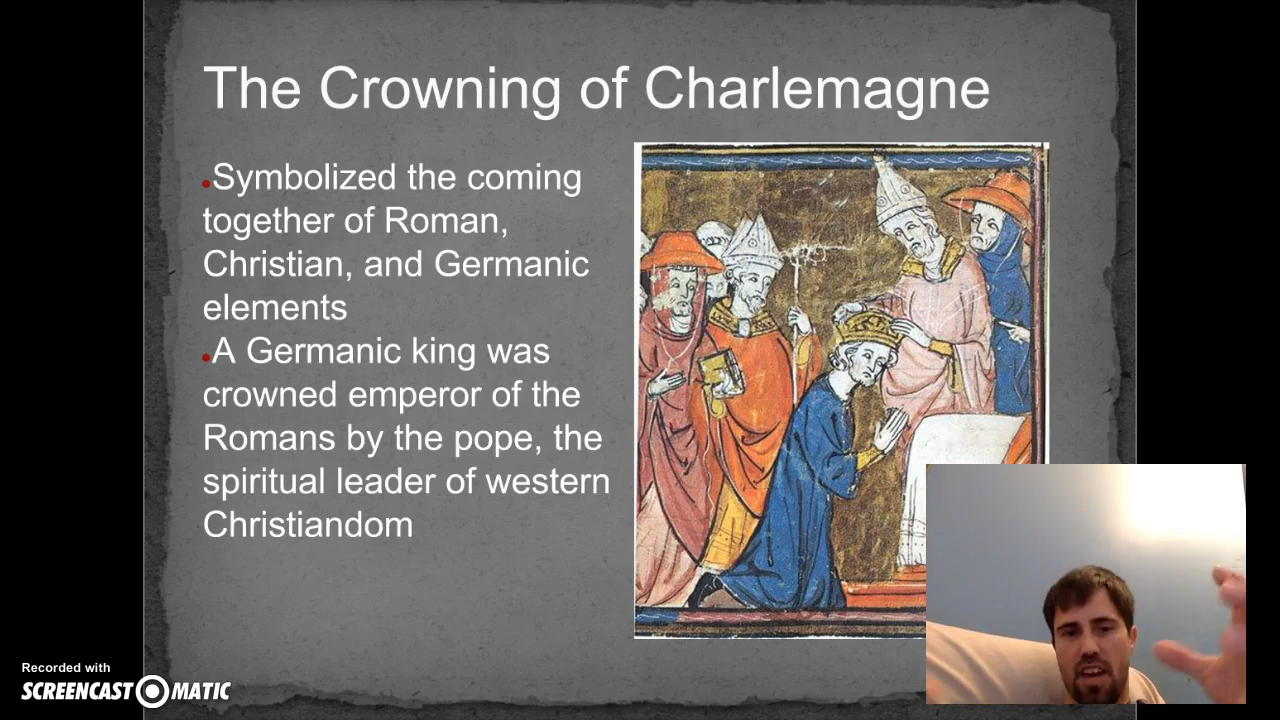 The Crowning of Charlemagne
•Symbolized the coming
together of Roman,
Christian, and Germanic
elements
•A Germanic king was
crowned emperor of the
Romans by the pope, the
spiritual leader of western
Christiandom
Recorded with
SCREENCAST-O-MATIC